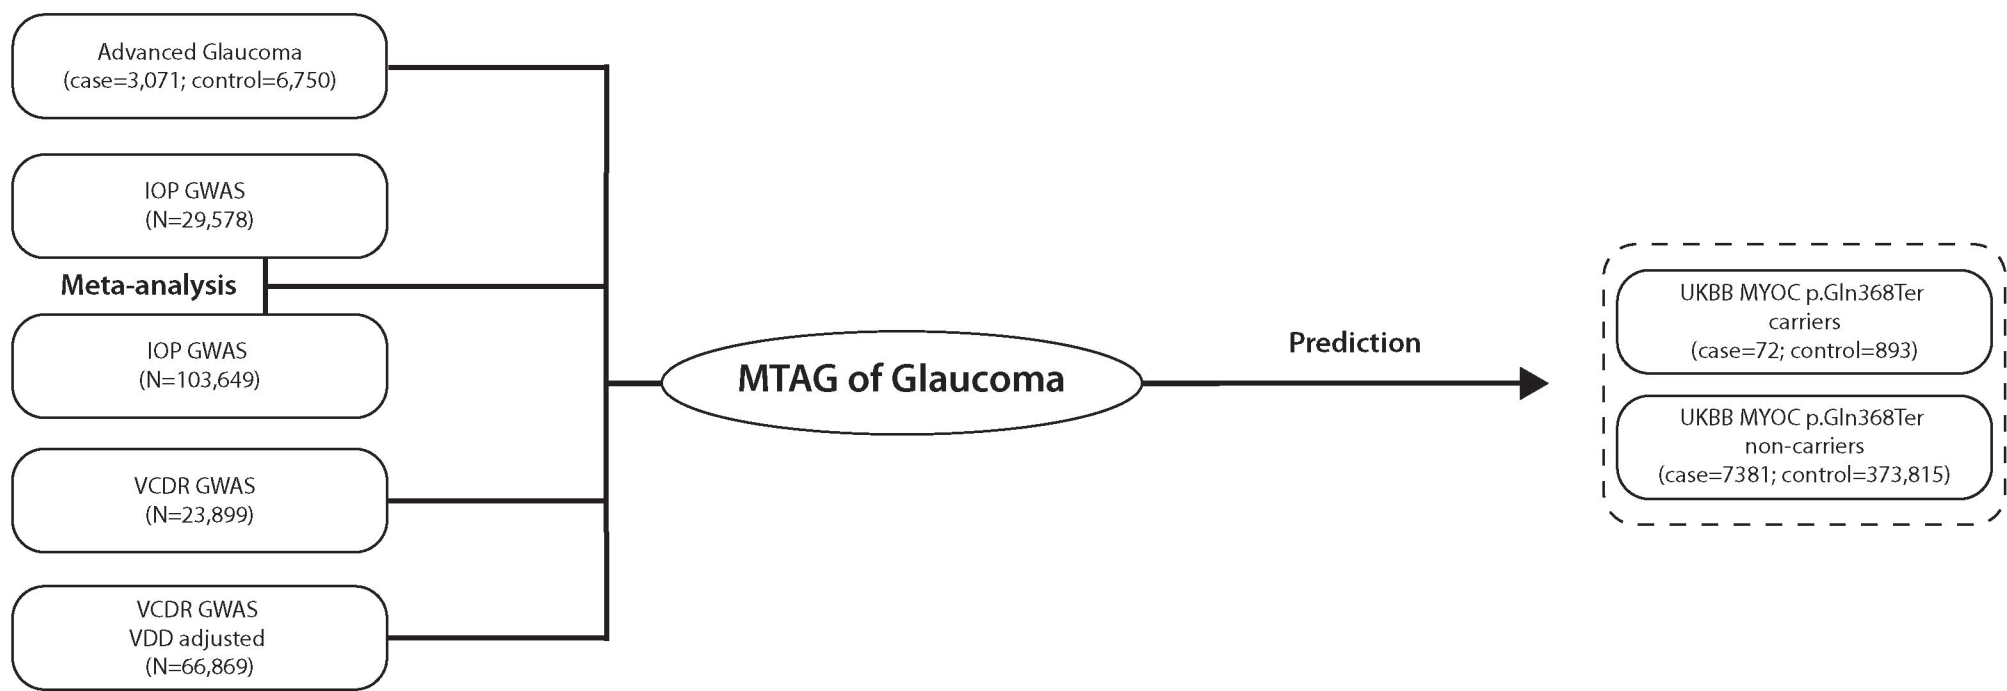 Advanced Glaucoma
(case=3,071; control=6,750)
IOP GWAS
(N=29,578)
Meta-analysis
IOP GWAS
(N=103,649)
VCDR GWAS
(N=23,899)
VCDR GWAS
VDD adjusted
(N=66,869)
MTAG of Glaucoma
Prediction
UKBB MYOC p.Gln368Ter
carriers
(case=72; control=893)
UKBB MYOC p.Gln368Ter
non-carriers
(case=7381; control=373,815)